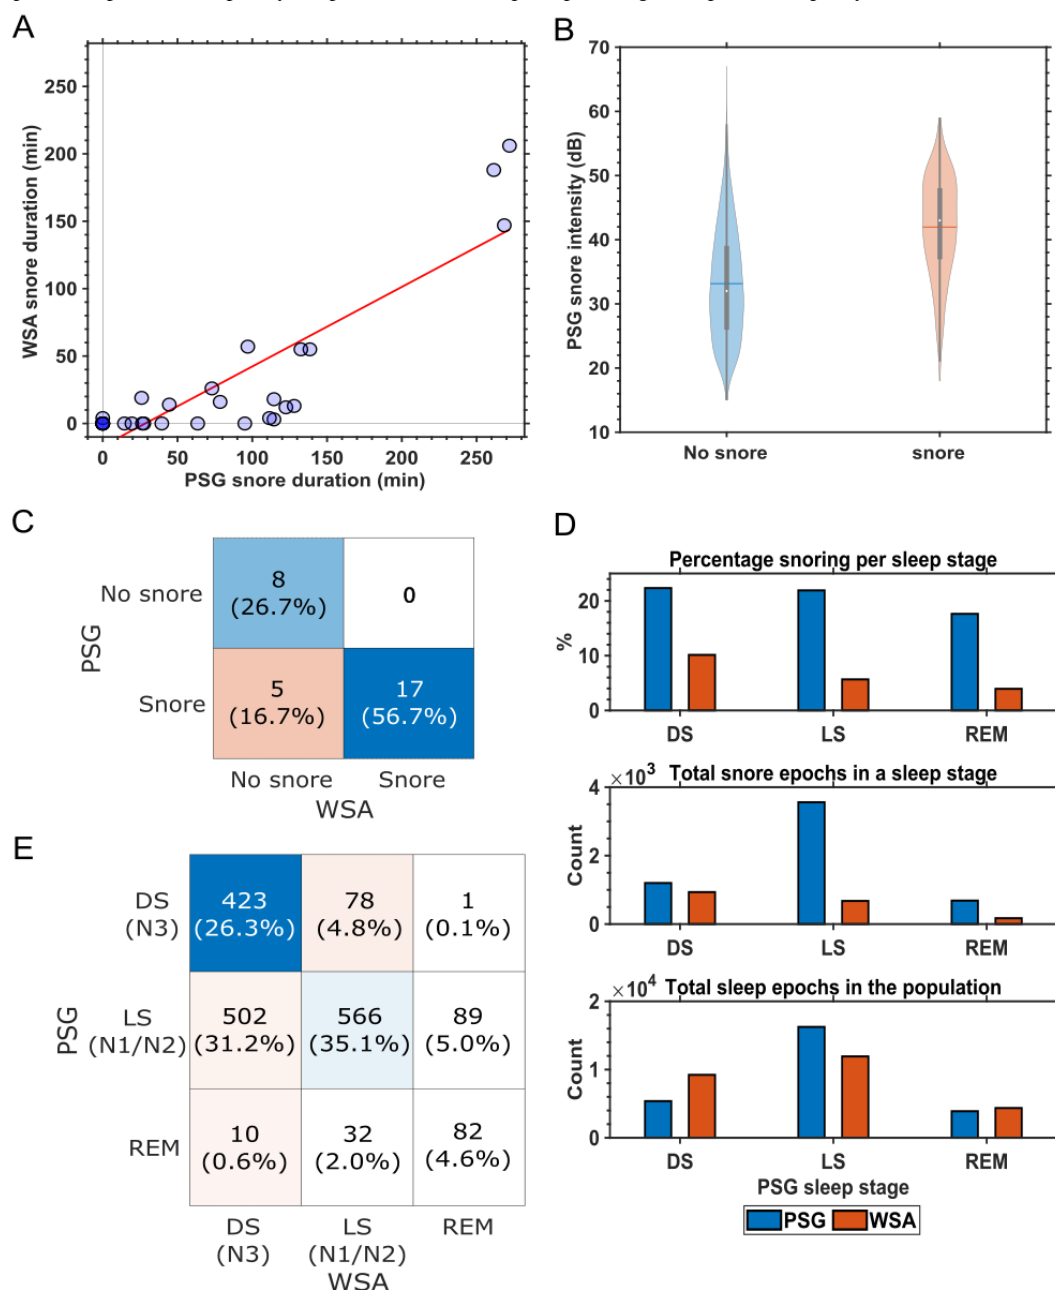 A
WSA snore duration (min)
250
200
150
100
50
0
0 50 100 150 200 250
PSG snore duration (min)
B
PSG snore intensity (dB)
70
60
50
40
30
20
10
No snore snore
C
PSG
No snore
8
(26.7%)
0
Snore
5
(16.7%)
17
(56.7%)
No snore Snore
WSA
D
Percentage snoring per sleep stage
%
20
10
0
DS LS REM
×10³ Total snore epochs in a sleep stage
Count
4
2
0
DS LS REM
×10⁴ Total sleep epochs in the population
Count
2
1
0
DS LS REM
PSG sleep stage
PSG WSA
E
PSG
DS
(N3)
423
(26.3%)
78
(4.8%)
1
(0.1%)
LS
(N1/N2)
502
(31.2%)
566
(35.1%)
89
(5.0%)
REM
10
(0.6%)
32
(2.0%)
82
(4.6%)
DS
(N3)
LS
(N1/N2)
REM
WSA